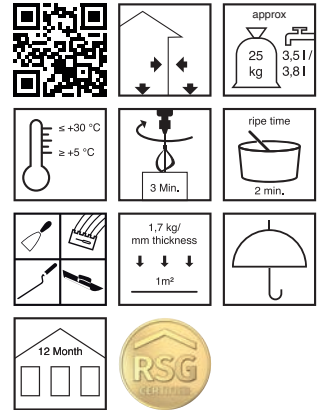 approx
25
kg
3,5 l /
3,8 l
≤ +30 °C
≥ +5 °C
3 Min.
ripe time
2 min.
1,7 kg/
mm thickness
1m²
12 Month
RSG
CERTIFIED